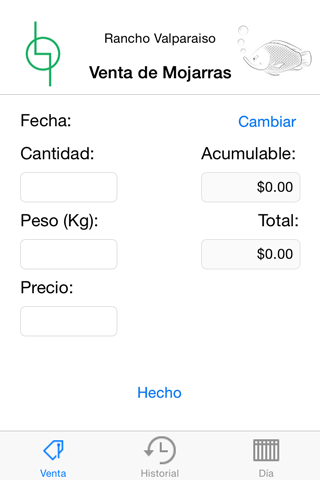 Rancho Valparaiso
Venta de Mojarras
Fecha: Cambiar
Cantidad: Acumulable:
$0.00
Peso (Kg): Total:
$0.00
Precio:
Hecho
Venta Historial Día